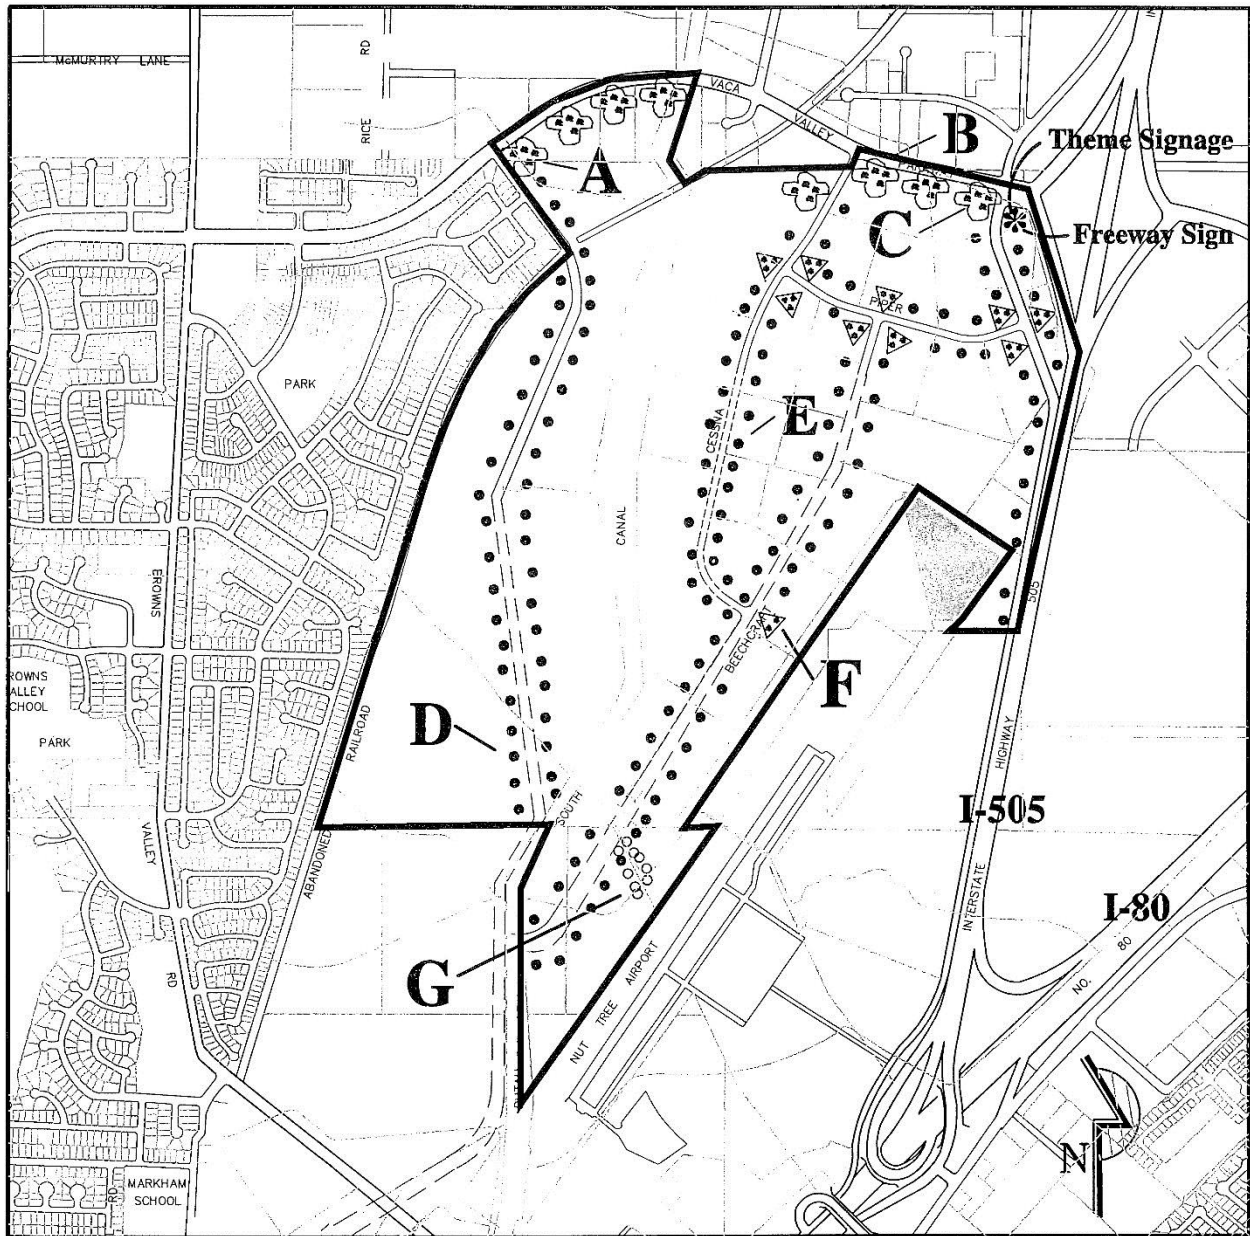 McMURTRY LANE
RD
RICE
VACA
VALLEY
B
Theme Signage
A
C
Freeway Sign
PIPER
PARK
CESSNA
E
CANAL
BROWNS
505
BEECHCRAFT
F
ROWNS
ALLEY
SCHOOL
PARK
D
RAILROAD
HIGHWAY
SOUTH
I-505
VALLEY
ABANDONED
INTERSTATE
I-80
80
NO.
RD
G
NUT TREE AIRPORT
N
MARKHAM
SCHOOL
RD